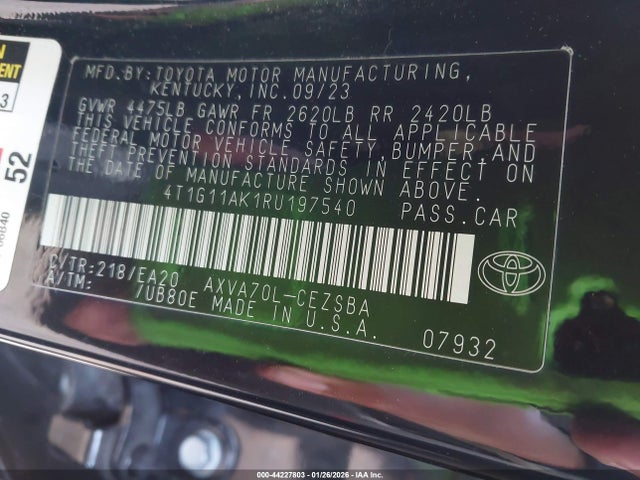 MFD.BY:TOYOTA MOTOR MANUFACTURING,
KENTUCKY,INC.09/23
GVWR 4475LB GAWR FR 2620LB RR 2420LB
THIS VEHICLE CONFORMS TO ALL APPLICABLE
FEDERAL MOTOR VEHICLE SAFETY,BUMPER,AND
THEFT PREVENTION STANDARDS IN EFFECT ON
THE DATE OF MANUFACTURE SHOWN ABOVE.
4T1G11AK1RU197540 PASS.CAR
C/TR:218/EA20 AXVA70L-CEZSBA
A/TM: /UB80E MADE IN U.S.A.
07932
52
3
000-44227803 - 01/26/2026 - IAA Inc.